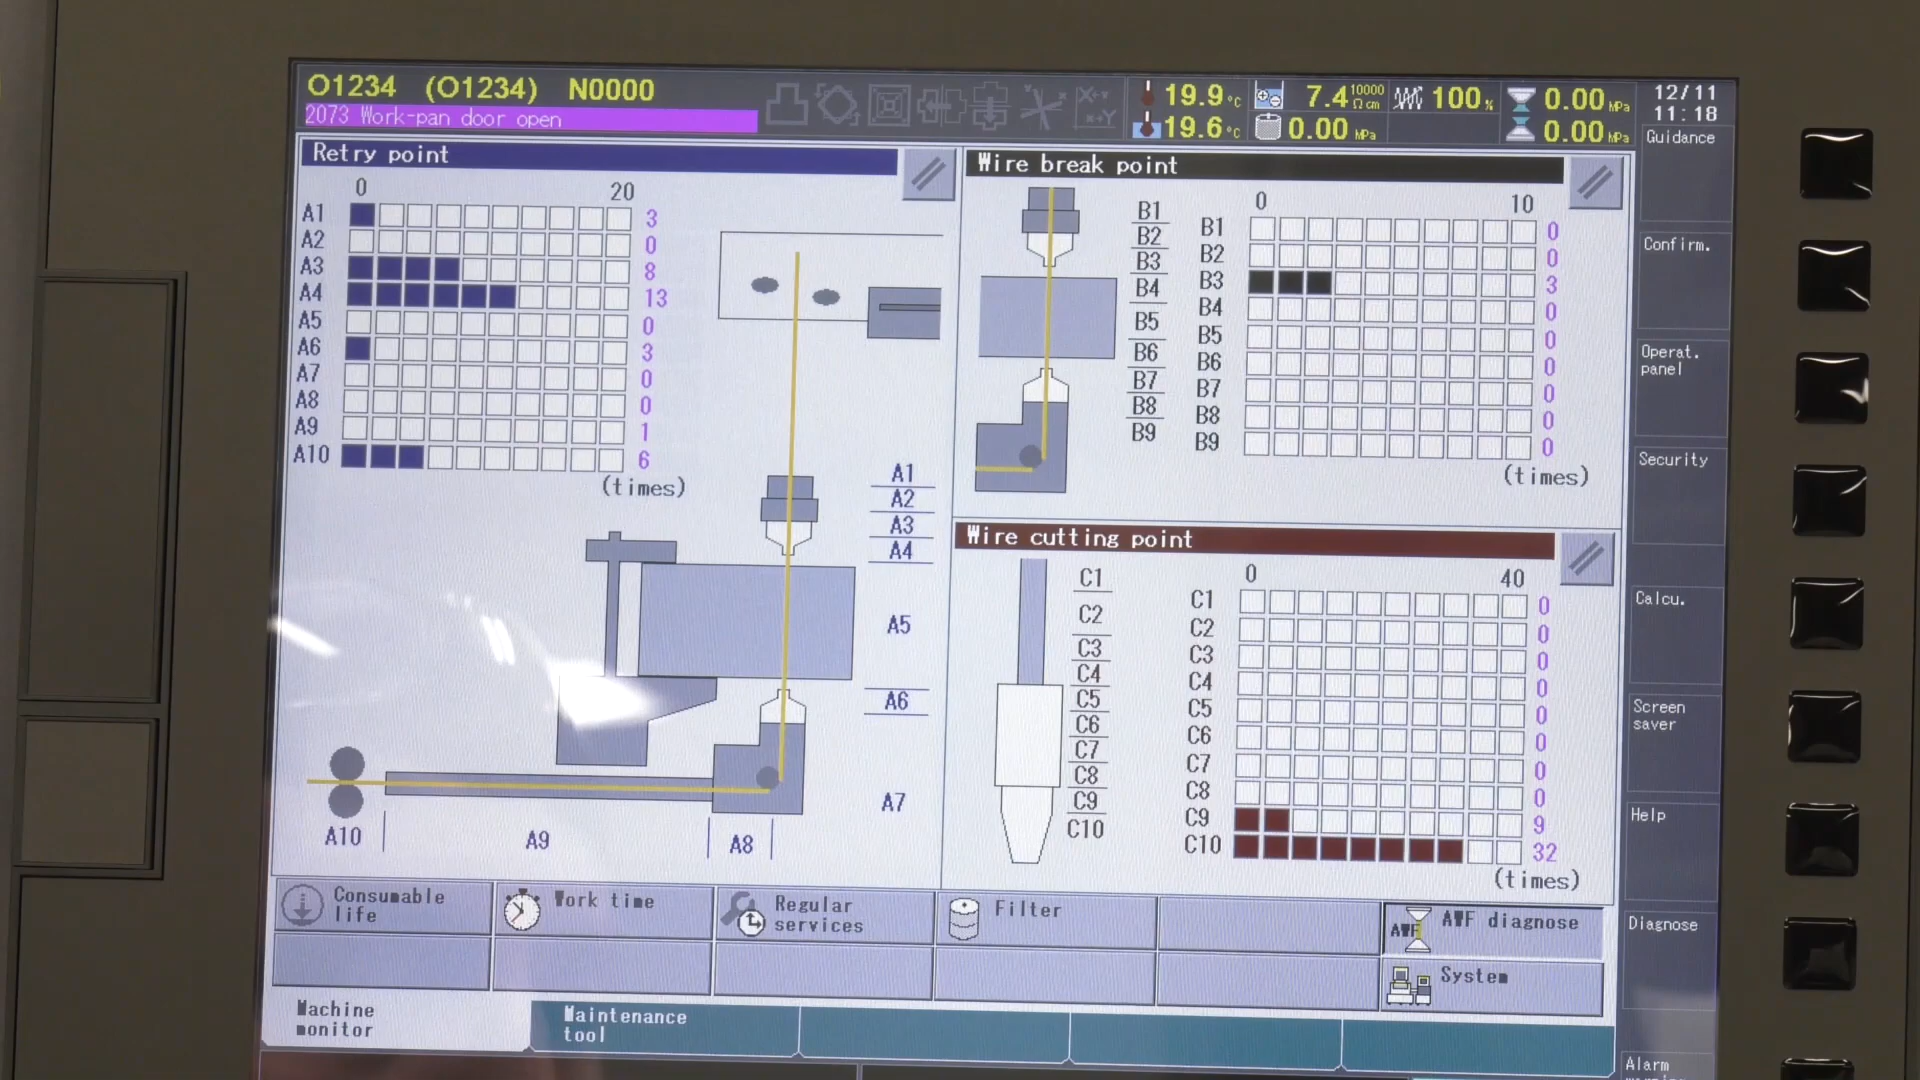 O1234 (O1234) N0000
2073 Work-pan door open
19.9 °C
19.6 °C
7.4 10000 Ωcm
0.00 MPa
100 %
0.00 MPa
0.00 MPa
12/11
11:18
Retry point
0 20
A1 3
A2 0
A3 8
A4 13
A5 0
A6 3
A7 0
A8 0
A9 1
A10 6
(times)
A1
A2
A3
A4
A5
A6
A7
A10 A9 A8
Wire break point
B1
B2
B3
B4
B5
B6
B7
B8
B9
0 10
B1 0
B2 0
B3 3
B4 0
B5 0
B6 0
B7 0
B8 0
B9 0
(times)
Wire cutting point
C1
C2
C3
C4
C5
C6
C7
C8
C9
C10
0 40
C1 0
C2 0
C3 0
C4 0
C5 0
C6 0
C7 0
C8 0
C9 9
C10 32
(times)
Guidance
Confirm.
Operat.
panel
Security
Calcu.
Screen
saver
Help
Diagnose
Alarm
Consumable
life
Work time
Regular
services
Filter
AWF
AWF diagnose
System
Machine
monitor
Maintenance
tool